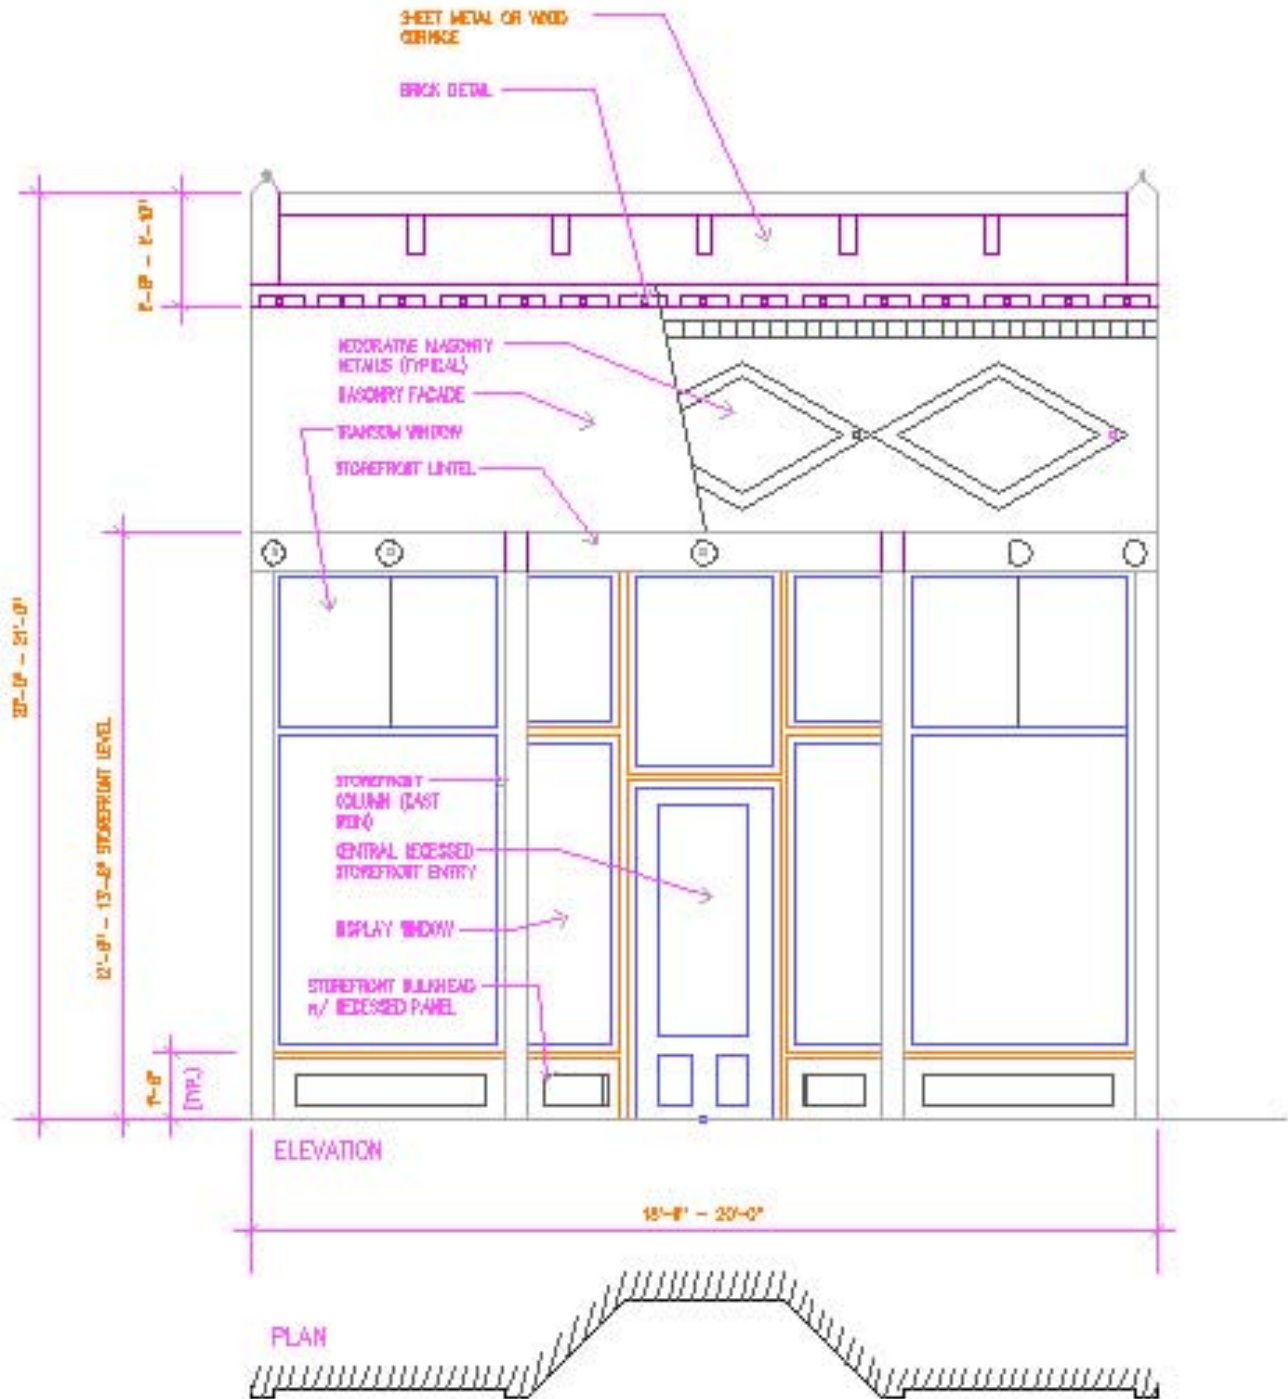 SHEET METAL OR WOOD
CORNICE
BRICK DETAIL
DECORATIVE MASONRY
DETAILS (TYPICAL)
MASONRY FACADE
TRANSOM WINDOW
STOREFRONT LINTEL
12'-6" - 13'-6" STOREFRONT LEVEL
STOREFRONT
COLUMN (CAST
IRON)
CENTRAL RECESSED
STOREFRONT ENTRY
DISPLAY WINDOW
STOREFRONT BULKHEAD
W/ RECESSED PANEL
(TYP.)
ELEVATION
PLAN